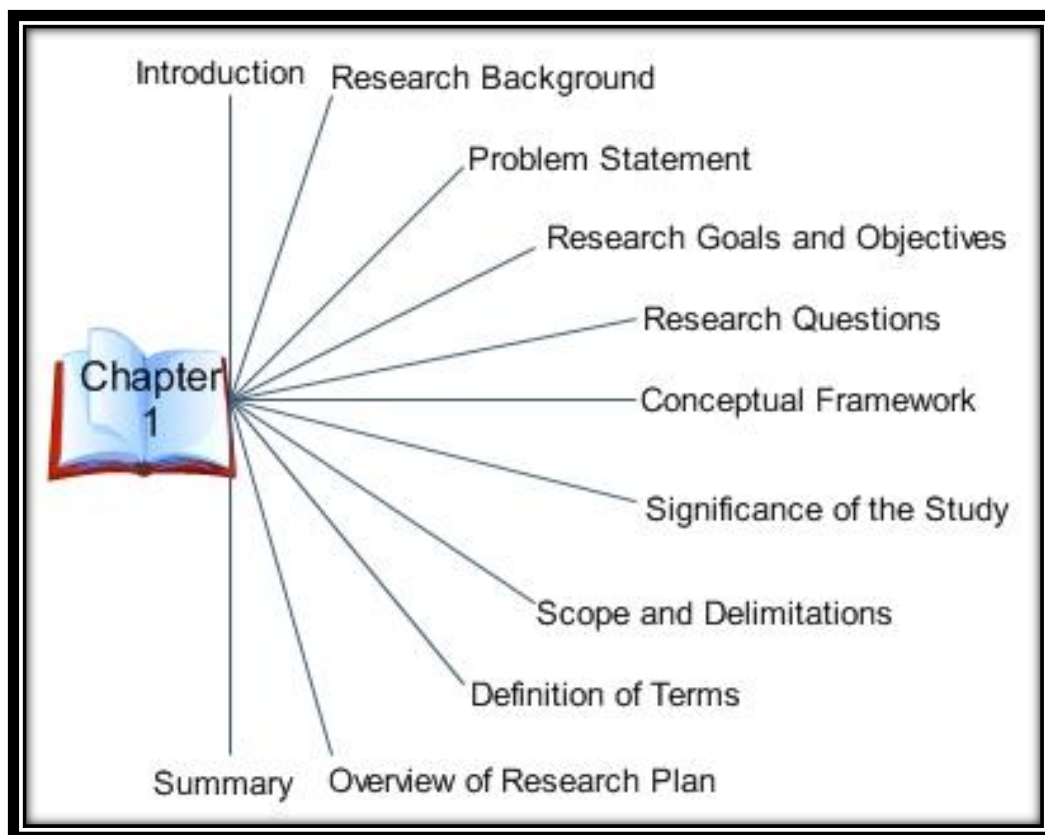 Introduction
Research Background
Problem Statement
Research Goals and Objectives
Research Questions
Chapter
1
Conceptual Framework
Significance of the Study
Scope and Delimitations
Definition of Terms
Overview of Research Plan
Summary